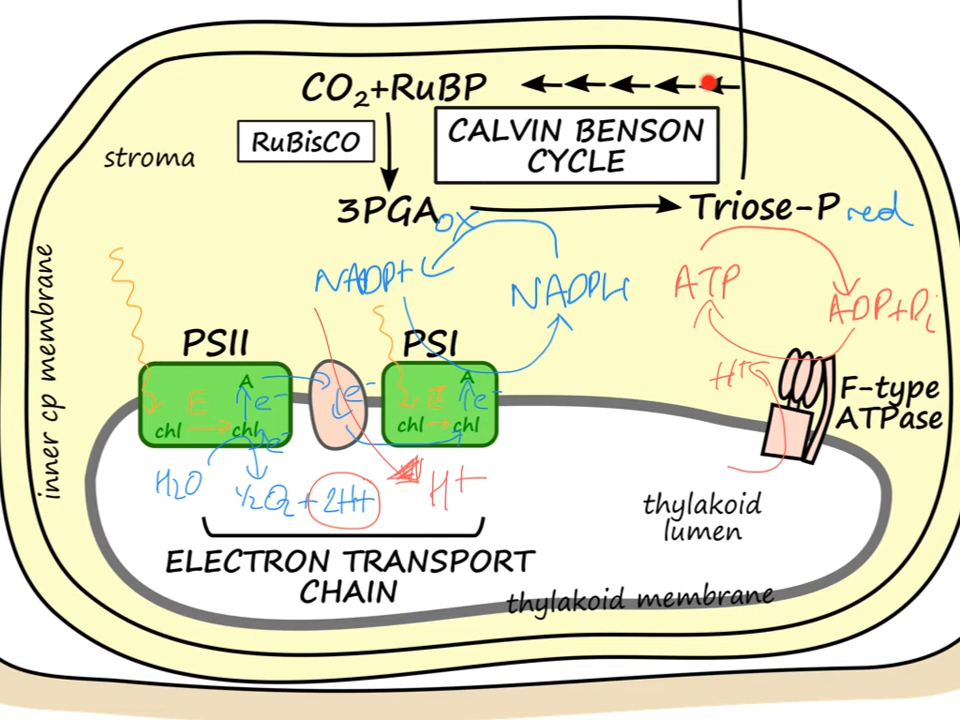 CO₂+RuBP
RuBisCO
CALVIN BENSON
CYCLE
stroma
3PGA
ox
Triose-P
red
NADP+
NADPH
ATP
ADP+Pi
inner cp membrane
PSII
PSI
E
A
e-
chl
chl
e-
e-
E
A
e-
chl
chl
H+
F-type
ATPase
H2O
½O2 + 2H+
H+
thylakoid
lumen
ELECTRON TRANSPORT
CHAIN
thylakoid membrane